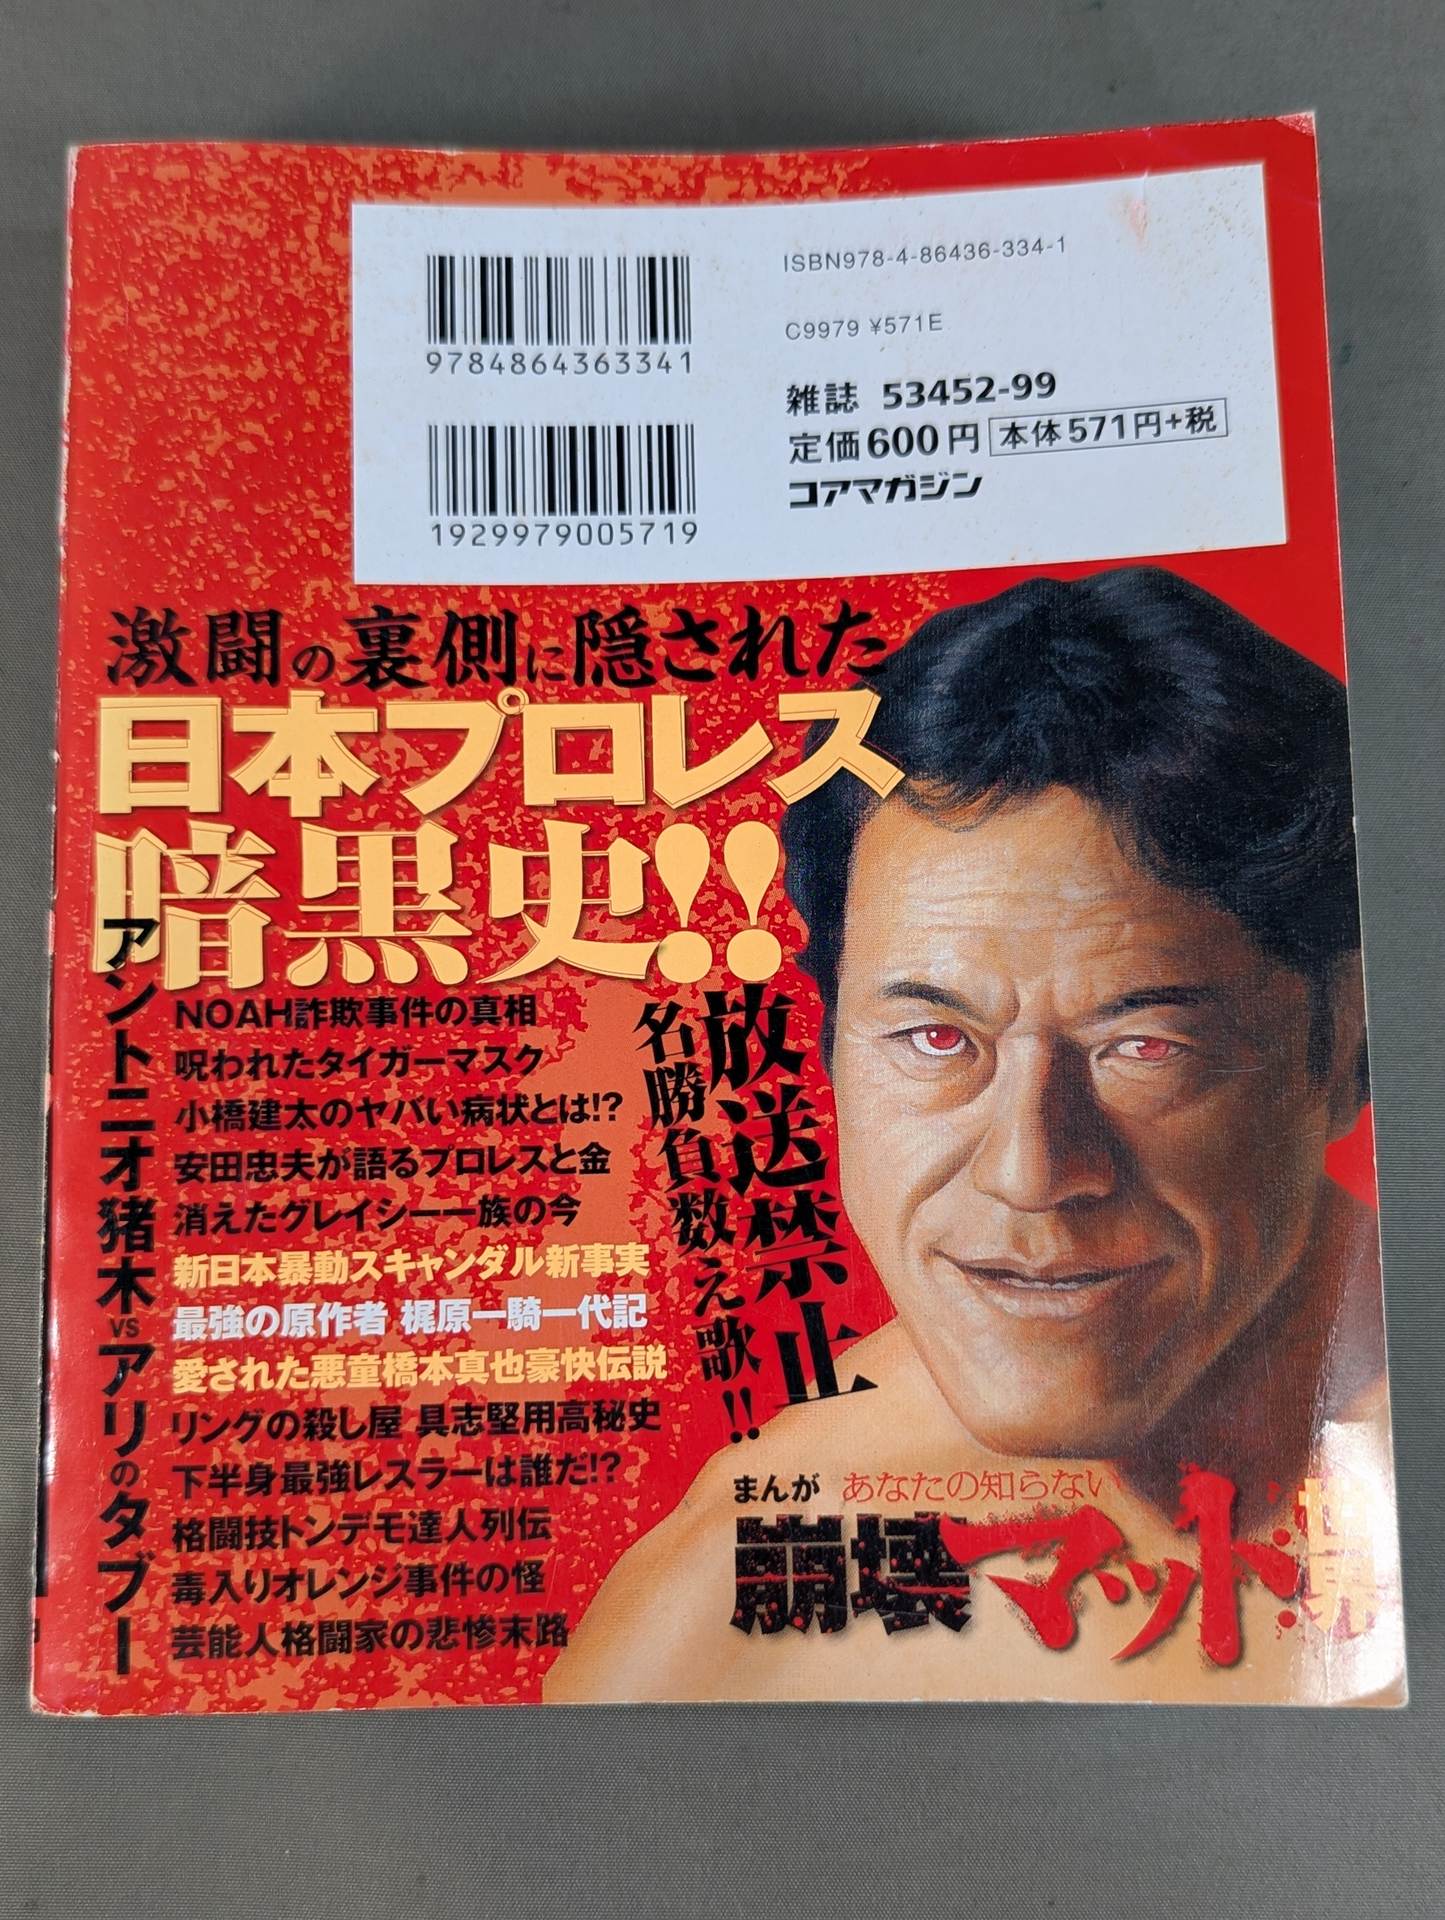 9784864363341
1929979005719
ISBN978-4-86436-334-1
C9979 ¥571E
雑誌 53452-99
定価600円 本体571円+税
コアマガジン
激闘の裏側に隠された
日本プロレス
暗黒史!!
アントニオ猪木vsアリのタブー
NOAH詐欺事件の真相
呪われたタイガーマスク
小橋建太のヤバい病状とは!?
安田忠夫が語るプロレスと金
消えたグレイシー一族の今
新日本暴動スキャンダル新事実
最強の原作者 梶原一騎一代記
愛された悪童橋本真也豪快伝説
リングの殺し屋 具志堅用高秘史
下半身最強レスラーは誰だ!?
格闘技トンデモ達人列伝
毒入りオレンジ事件の怪
芸能人格闘家の悲惨末路
放送禁止
名勝負数え歌!!
まんが あなたの知らない
崩壊マット世界